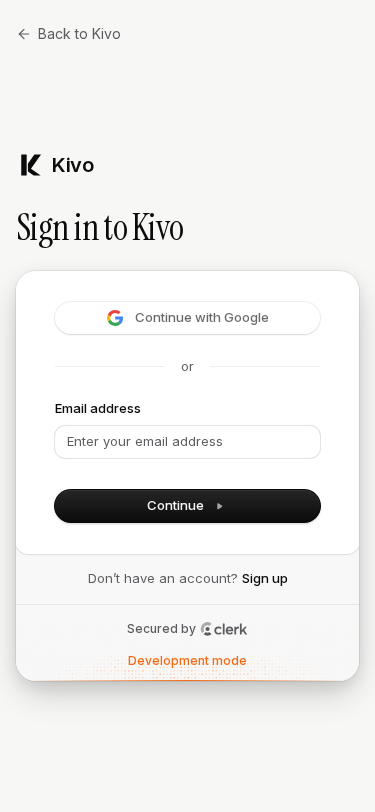 Back to Kivo
Kivo
Sign in to Kivo
Continue with Google
or
Email address
Enter your email address
Continue
Don’t have an account? Sign up
Secured by clerk
Development mode